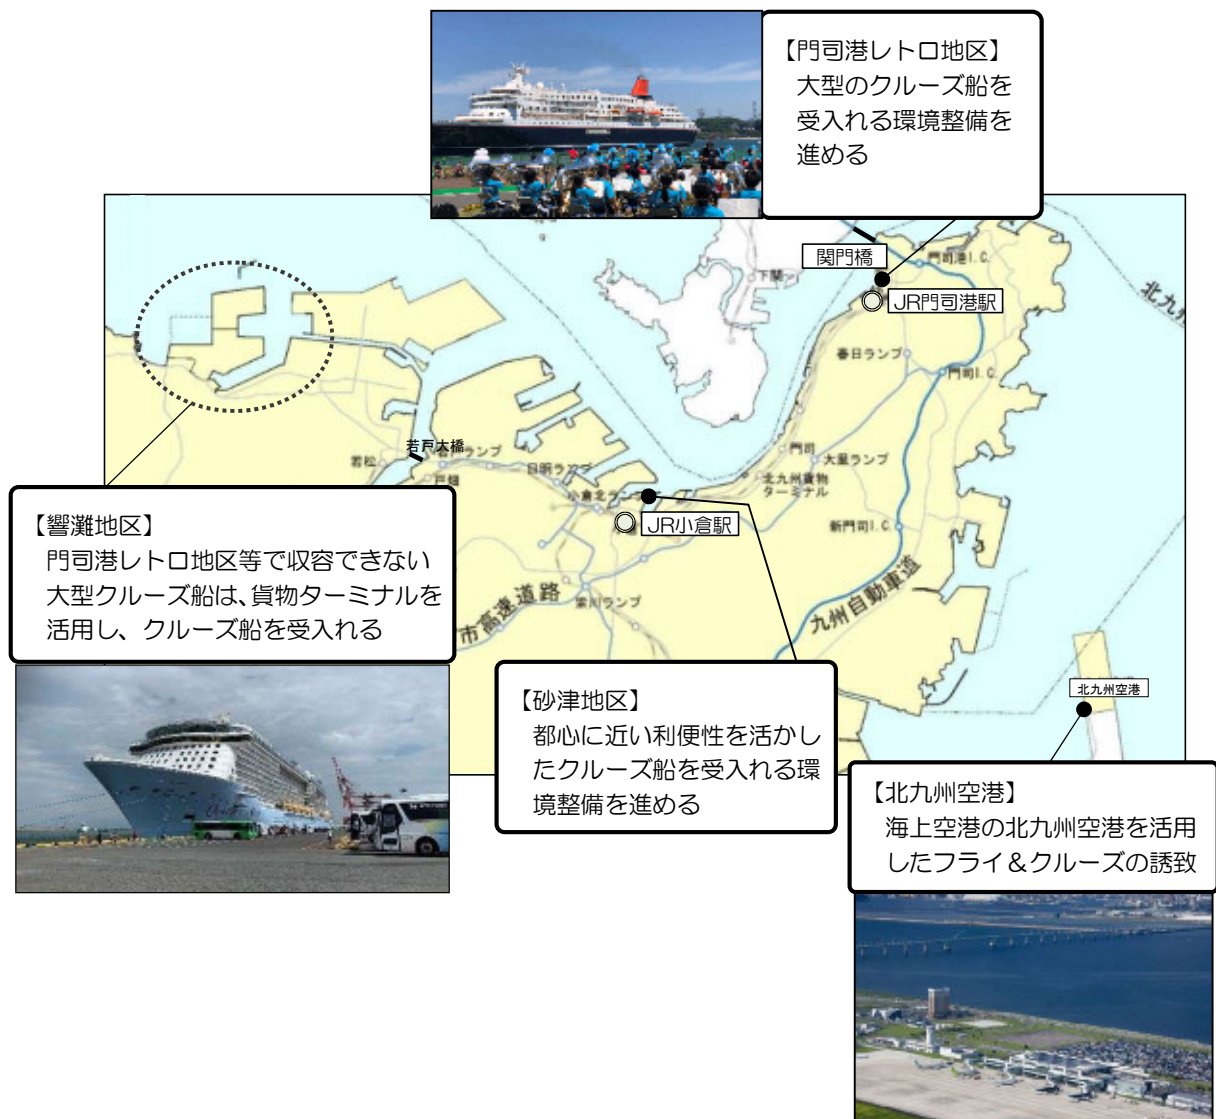 【門司港レトロ地区】
大型のクルーズ船を
受入れる環境整備を
進める
関門橋
門司港I.C.
下関
JR門司港駅
北九州
春日ランプ
門司I.C.
若戸大橋
若松
戸畑
日明ランプ
門司
大里ランプ
北九州貨物
ターミナル
小倉北ランプ
JR小倉駅
新門司I.C.
【響灘地区】
門司港レトロ地区等で収容できない
大型クルーズ船は、貨物ターミナルを
活用し、クルーズ船を受入れる
市高速道路
紫川ランプ
九州自動車道
【砂津地区】
都心に近い利便性を活かし
たクルーズ船を受入れる環
境整備を進める
北九州空港
【北九州空港】
海上空港の北九州空港を活用
したフライ&クルーズの誘致